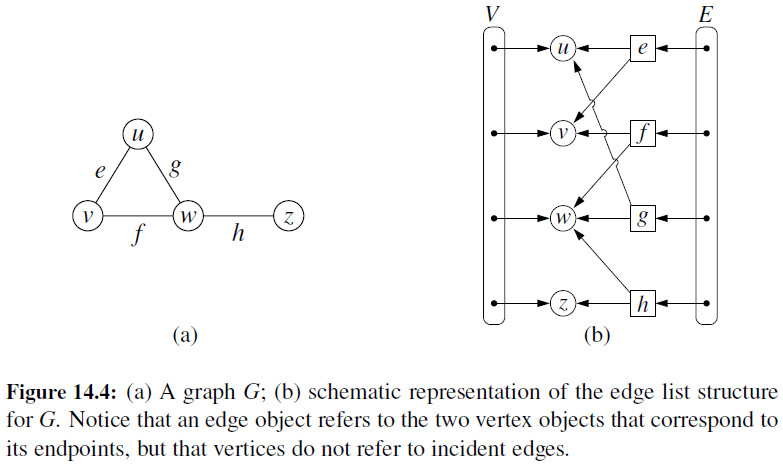 V E
u e
u
e g
v f
v w z
f h
w g
z h
(a) (b)
Figure 14.4: (a) A graph G; (b) schematic representation of the edge list structure
for G. Notice that an edge object refers to the two vertex objects that correspond to
its endpoints, but that vertices do not refer to incident edges.